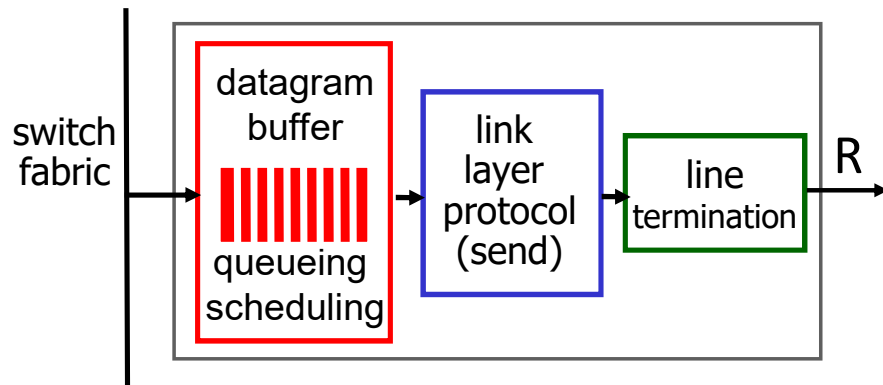 switch
fabric
datagram
buffer
queueing
scheduling
link
layer
protocol
(send)
line
termination
R